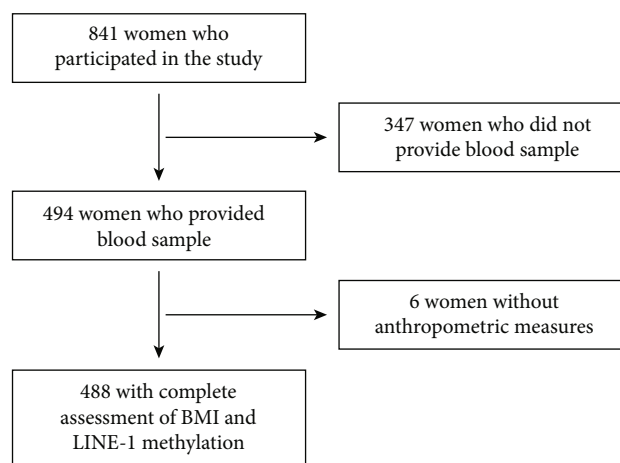 841 women who
participated in the study
347 women who did not
provide blood sample
494 women who provided
blood sample
6 women without
anthropometric measures
488 with complete
assessment of BMI and
LINE-1 methylation